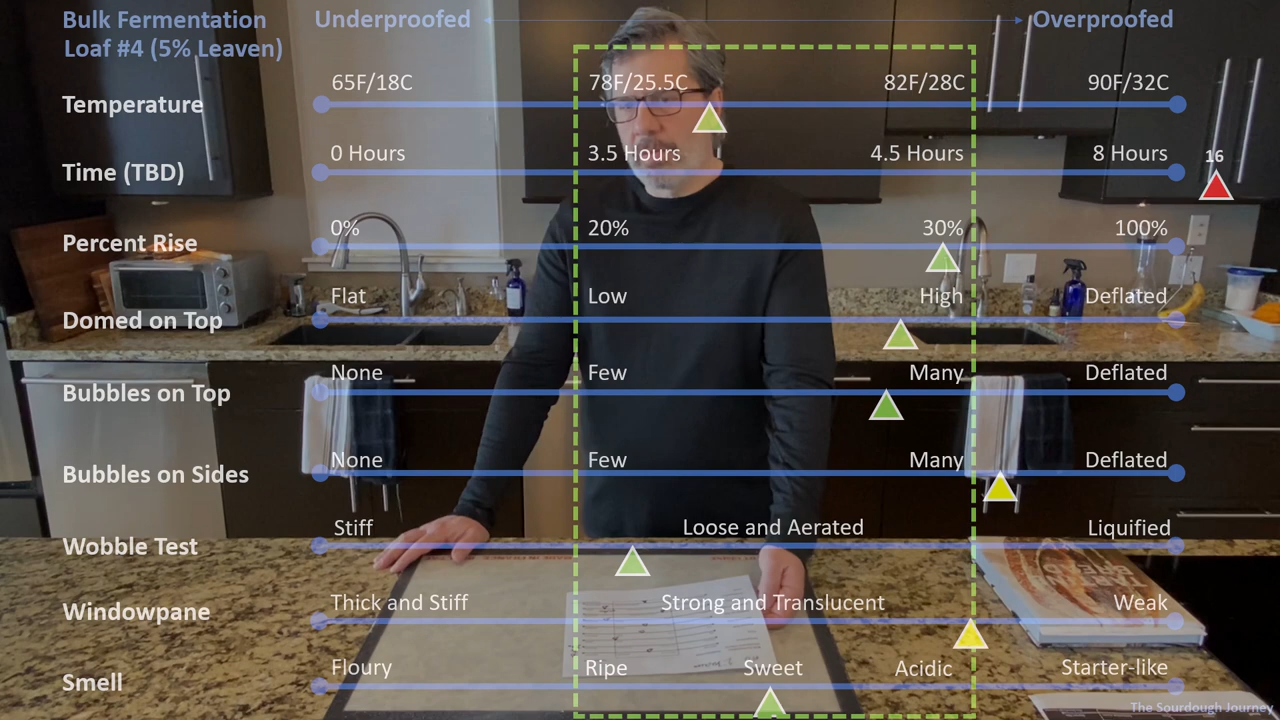 Bulk Fermentation
Loaf #4 (5% Leaven)
Underproofed Overproofed
65F/18C 78F/25.5C 82F/28C 90F/32C
Temperature
0 Hours 3.5 Hours 4.5 Hours 8 Hours 16
Time (TBD)
0% 20% 30% 100%
Percent Rise
Flat Low High Deflated
Domed on Top
None Few Many Deflated
Bubbles on Top
None Few Many Deflated
Bubbles on Sides
Stiff Loose and Aerated Liquified
Wobble Test
Thick and Stiff Strong and Translucent Weak
Windowpane
Floury Ripe Sweet Acidic Starter-like
Smell
The Sourdough Journey